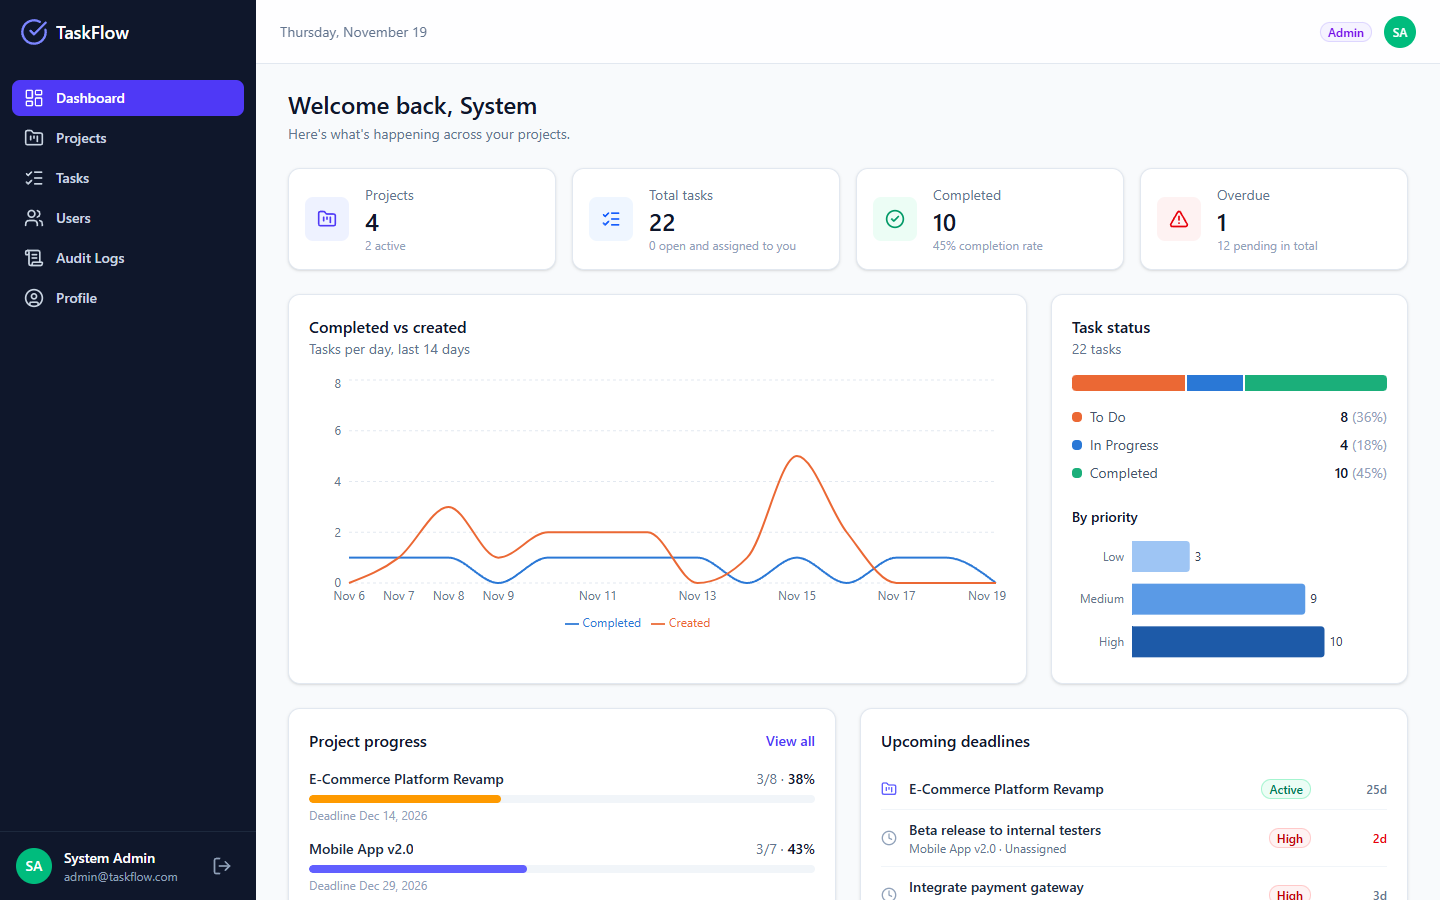 TaskFlow
Dashboard
Projects
Tasks
Users
Audit Logs
Profile
SA
System Admin
admin@taskflow.com
Thursday, November 19
Admin
SA
Welcome back, System
Here's what's happening across your projects.
Projects
4
2 active
Total tasks
22
0 open and assigned to you
Completed
10
45% completion rate
Overdue
1
12 pending in total
Completed vs created
Tasks per day, last 14 days
8
6
4
2
0
Nov 6 Nov 7 Nov 8 Nov 9 Nov 11 Nov 13 Nov 15 Nov 17 Nov 19
Completed Created
Task status
22 tasks
To Do 8 (36%)
In Progress 4 (18%)
Completed 10 (45%)
By priority
Low 3
Medium 9
High 10
Project progress View all
E-Commerce Platform Revamp 3/8 · 38%
Deadline Dec 14, 2026
Mobile App v2.0 3/7 · 43%
Deadline Dec 29, 2026
Upcoming deadlines
E-Commerce Platform Revamp Active 25d
Beta release to internal testers High 2d
Mobile App v2.0 · Unassigned
Integrate payment gateway High 3d